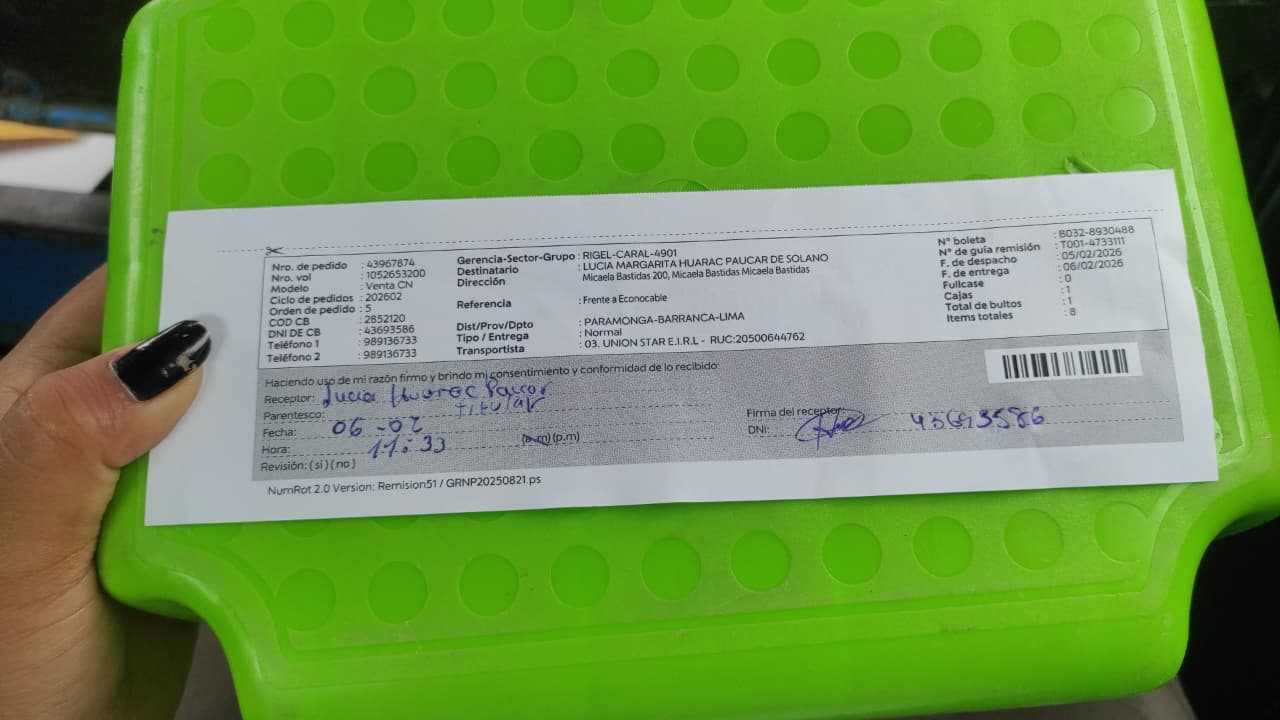 Nro. de pedido : 43967874
Nro. vol : 1052653200
Modelo : Venta CN
Ciclo de pedidos : 202602
Orden de pedido : 5
COD CB : 2852120
DNI DE CB : 43693586
Teléfono 1 : 989136733
Teléfono 2 : 989136733
Gerencia-Sector-Grupo : RIGEL-CARAL-4901
Destinatario : LUCIA MARGARITA HUARAC PAUCAR DE SOLANO
Dirección : Micaela Bastidas 200, Micaela Bastidas Micaela Bastidas
Referencia : Frente a Econocable
Dist/Prov/Dpto : PARAMONGA-BARRANCA-LIMA
Tipo / Entrega : Normal
Transportista : 03. UNION STAR E.I.R.L - RUC:20500644762
N° boleta : B032-8930488
N° de guía remisión : T001-4733111
F. de despacho : 05/02/2026
F. de entrega : 06/02/2026
Fullcase : 0
Cajas : 1
Total de bultos : 1
Items totales : 8
Haciendo uso de mi razón firmo y brindo mi consentimiento y conformidad de lo recibido:
Receptor: Lucia Huarac Paucar
Parentesco: titular
Fecha: 06-02
Hora: 11:33 (a.m)(p.m)
Revisión: (si)(no)
Firma del receptor:
DNI:
NumRot 2.0 Version: Remision51 / GRNP20250821.ps